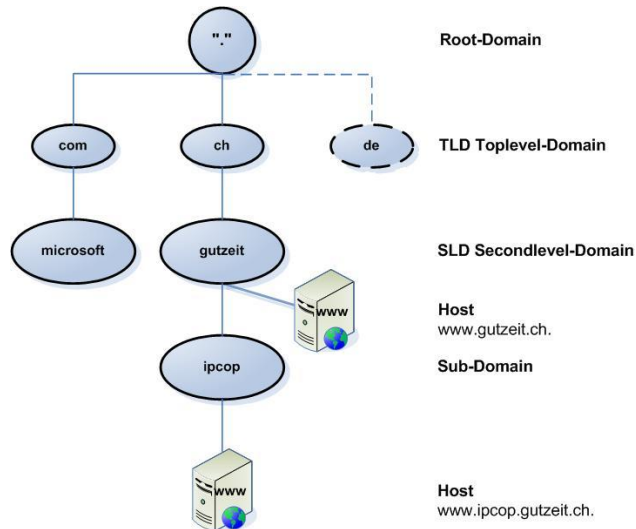 "."
Root-Domain
com
ch
de
TLD Toplevel-Domain
microsoft
gutzeit
SLD Secondlevel-Domain
www
Host
www.gutzeit.ch.
ipcop
Sub-Domain
www
Host
www.ipcop.gutzeit.ch.